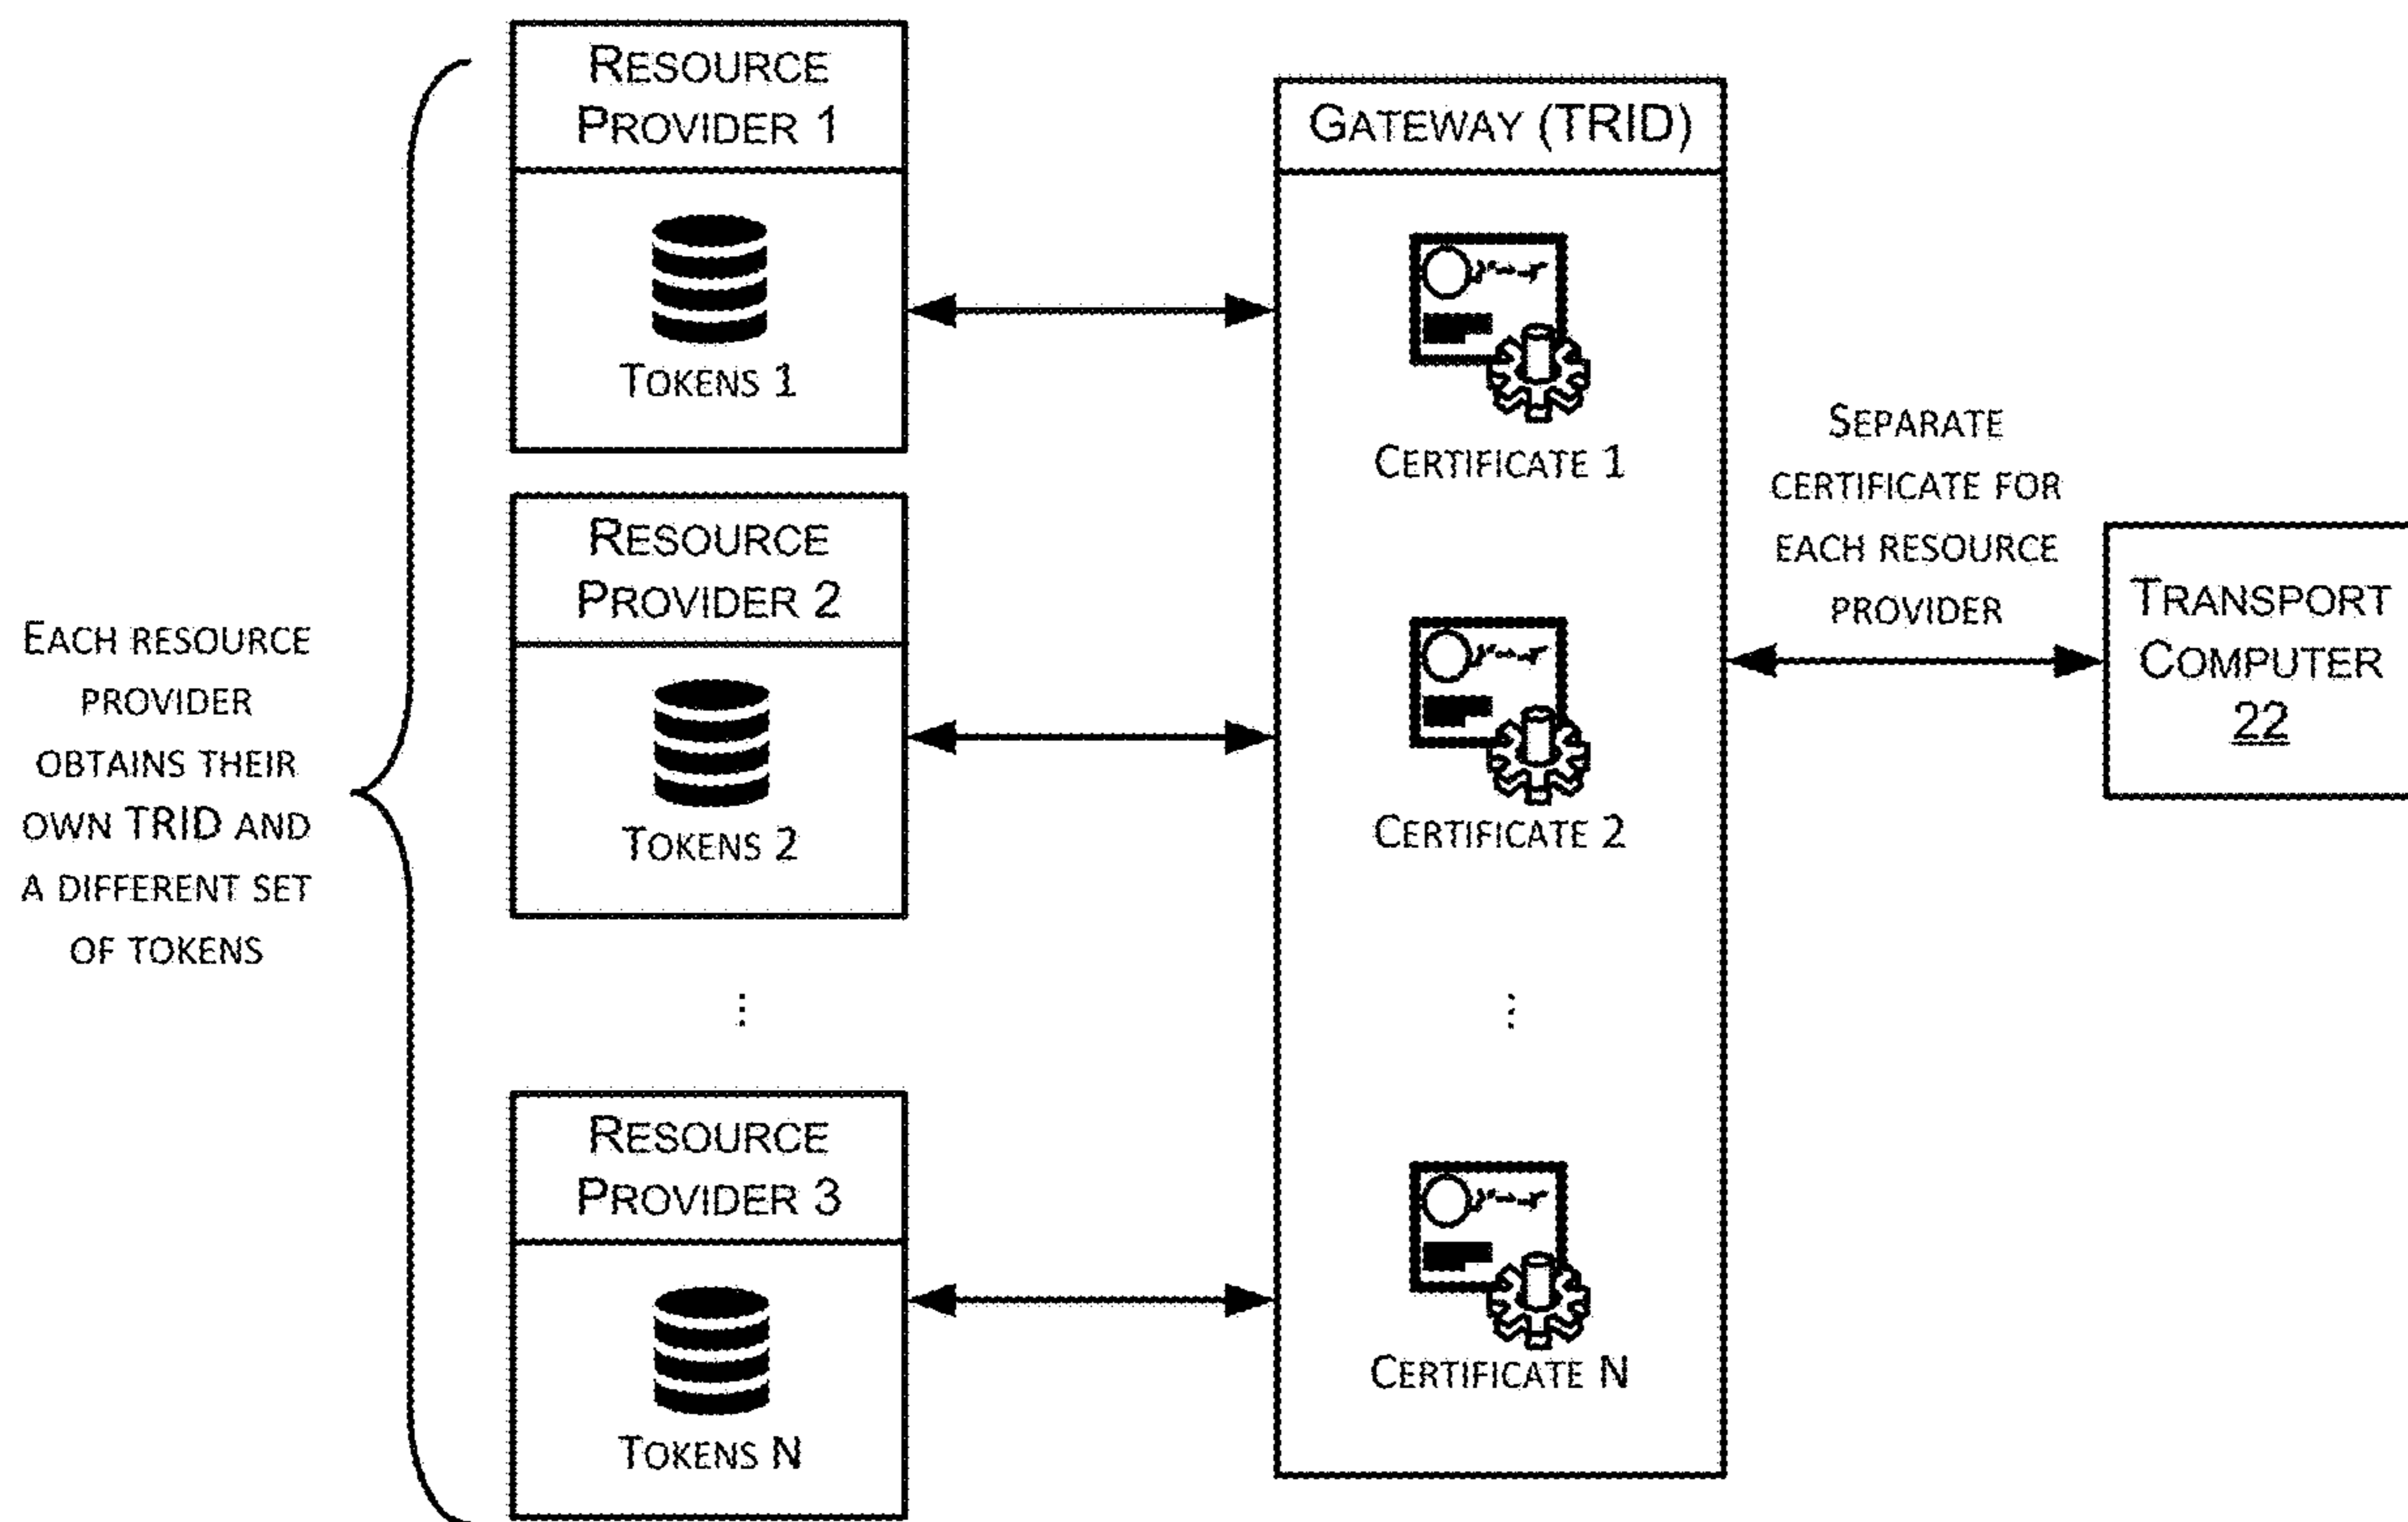 EACH RESOURCE
PROVIDER
OBTAINS THEIR
OWN TRID AND
A DIFFERENT SET
OF TOKENS
RESOURCE
PROVIDER 1
TOKENS 1
RESOURCE
PROVIDER 2
TOKENS 2
⋮
RESOURCE
PROVIDER 3
TOKENS N
GATEWAY (TRID)
CERTIFICATE 1
CERTIFICATE 2
⋮
CERTIFICATE N
SEPARATE
CERTIFICATE FOR
EACH RESOURCE
PROVIDER
TRANSPORT
COMPUTER
22